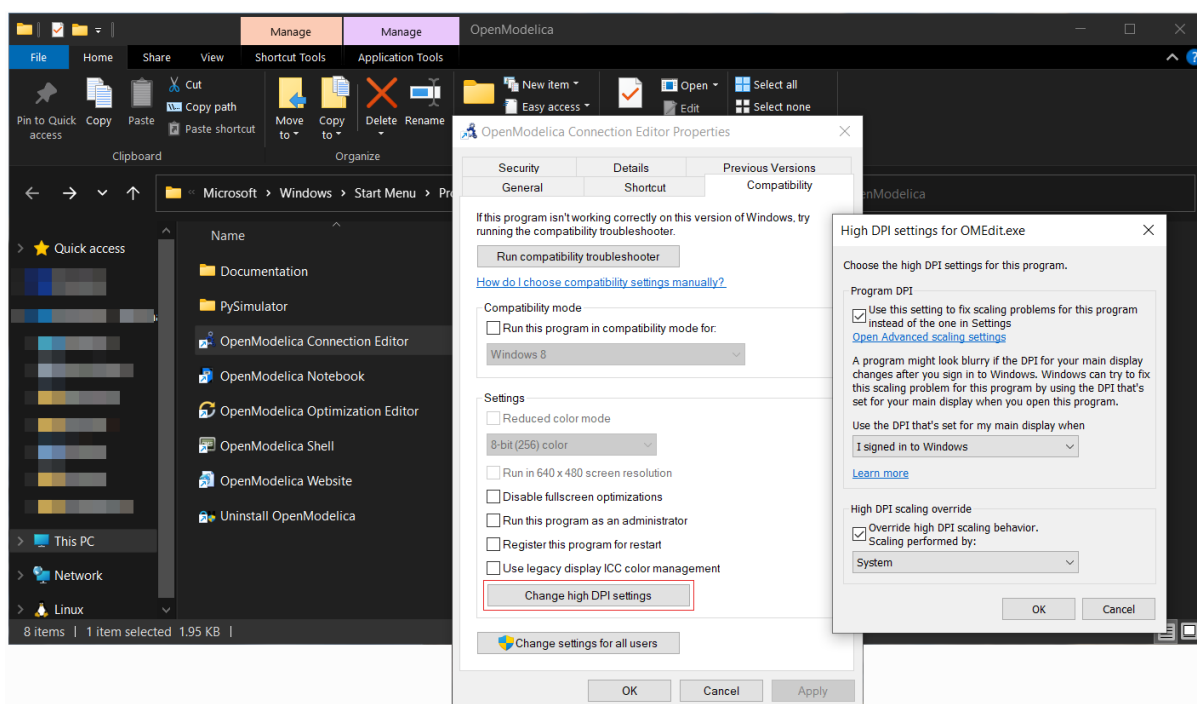 Manage
Manage
OpenModelica
File
Home
Share
View
Shortcut Tools
Application Tools
Pin to Quick
access
Copy
Paste
Cut
Copy path
Paste shortcut
Clipboard
Move
to
Copy
to
Delete
Rename
Organize
New item
Easy access
Open
Edit
Select all
Select none
Microsoft > Windows > Start Menu >
Quick access
This PC
Network
Linux
Name
Documentation
PySimulator
OpenModelica Connection Editor
OpenModelica Notebook
OpenModelica Optimization Editor
OpenModelica Shell
OpenModelica Website
Uninstall OpenModelica
8 items | 1 item selected 1.95 KB |
OpenModelica Connection Editor Properties
Security
Details
Previous Versions
General
Shortcut
Compatibility
If this program isn't working correctly on this version of Windows, try
running the compatibility troubleshooter.
Run compatibility troubleshooter
How do I choose compatibility settings manually?
Compatibility mode
Run this program in compatibility mode for:
Windows 8
Settings
Reduced color mode
8-bit (256) color
Run in 640 x 480 screen resolution
Disable fullscreen optimizations
Run this program as an administrator
Register this program for restart
Use legacy display ICC color management
Change high DPI settings
Change settings for all users
OK
Cancel
Apply
High DPI settings for OMEdit.exe
Choose the high DPI settings for this program.
Program DPI
Use this setting to fix scaling problems for this program
instead of the one in Settings
Open Advanced scaling settings
A program might look blurry if the DPI for your main display
changes after you sign in to Windows. Windows can try to fix
this scaling problem for this program by using the DPI that's
set for your main display when you open this program.
Use the DPI that's set for my main display when
I signed in to Windows
Learn more
High DPI scaling override
Override high DPI scaling behavior.
Scaling performed by:
System
OK
Cancel